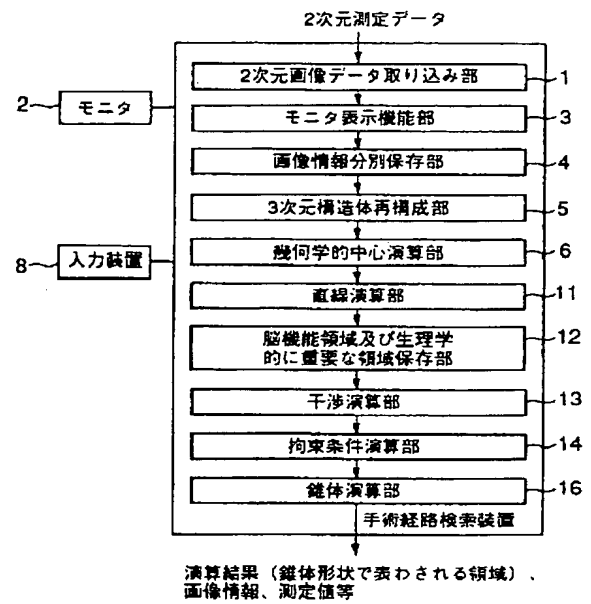 2次元測定データ
2次元画像データ取り込み部
1
2
モニタ
モニタ表示機能部
3
画像情報分別保存部
4
3次元構造体再構成部
5
8
入力装置
幾何学的中心演算部
6
直線演算部
11
脳機能領域及び生理学
的に重要な領域保存部
12
干渉演算部
13
拘束条件演算部
14
錐体演算部
16
手術経路検索装置
演算結果（錐体形状で表わされる領域）、
画像情報、測定値等